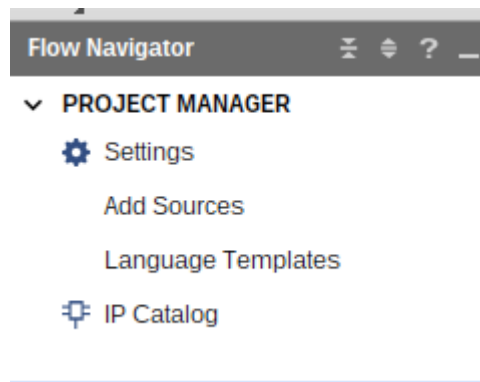 Flow Navigator ?
PROJECT MANAGER
Settings
Add Sources
Language Templates
IP Catalog